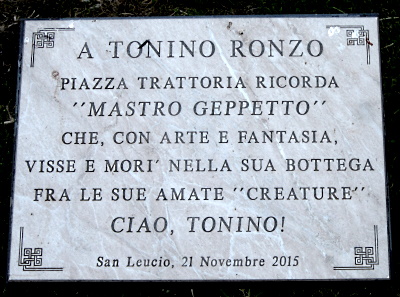 A TONINO RONZO
PIAZZA TRATTORIA RICORDA
"MASTRO GEPPETTO"
CHE, CON ARTE E FANTASIA,
VISSE E MORI' NELLA SUA BOTTEGA
FRA LE SUE AMATE "CREATURE"
CIAO, TONINO!
San Leucio, 21 Novembre 2015